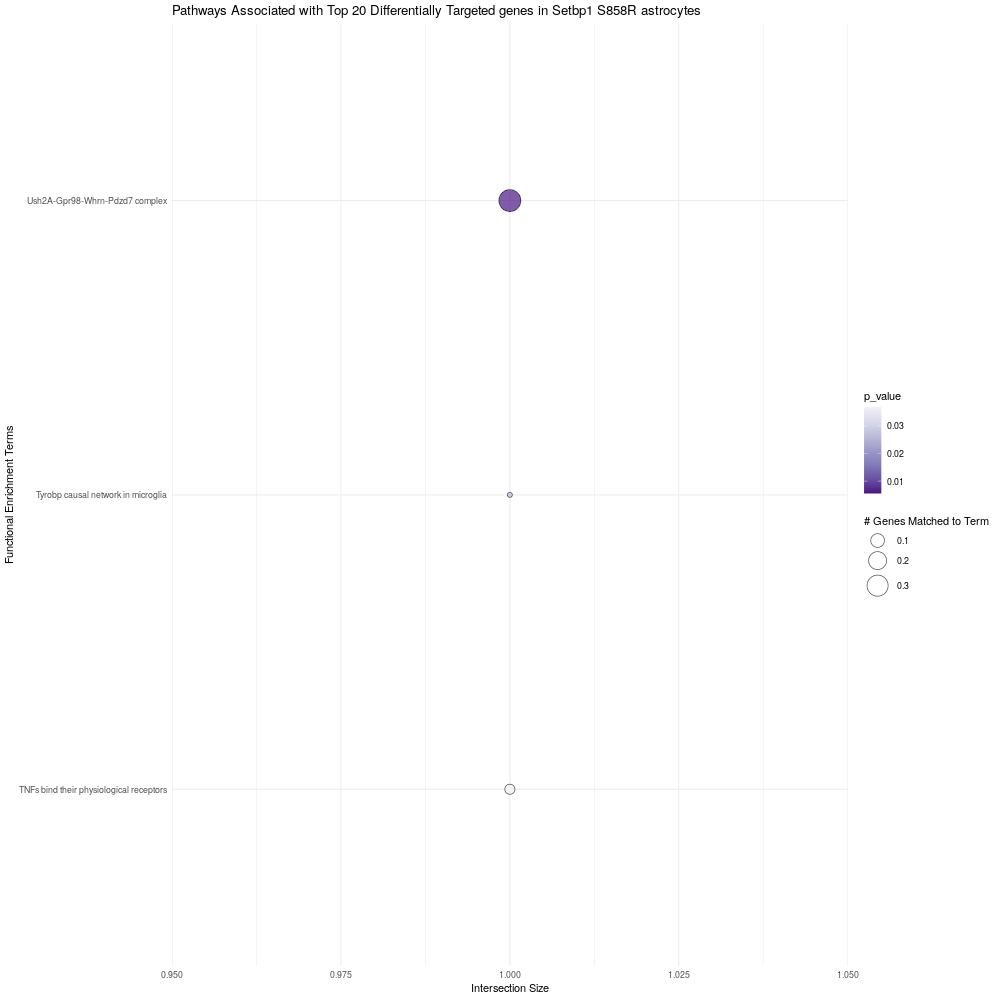 Pathways Associated with Top 20 Differentially Targeted genes in Setbp1 S858R astrocytes
Functional Enrichment Terms
Ush2A-Gpr98-Whrn-Pdzd7 complex
Tyrobp causal network in microglia
TNFs bind their physiological receptors
0.950
0.975
1.000
1.025
1.050
Intersection Size
p_value
0.03
0.02
0.01
# Genes Matched to Term
0.1
0.2
0.3